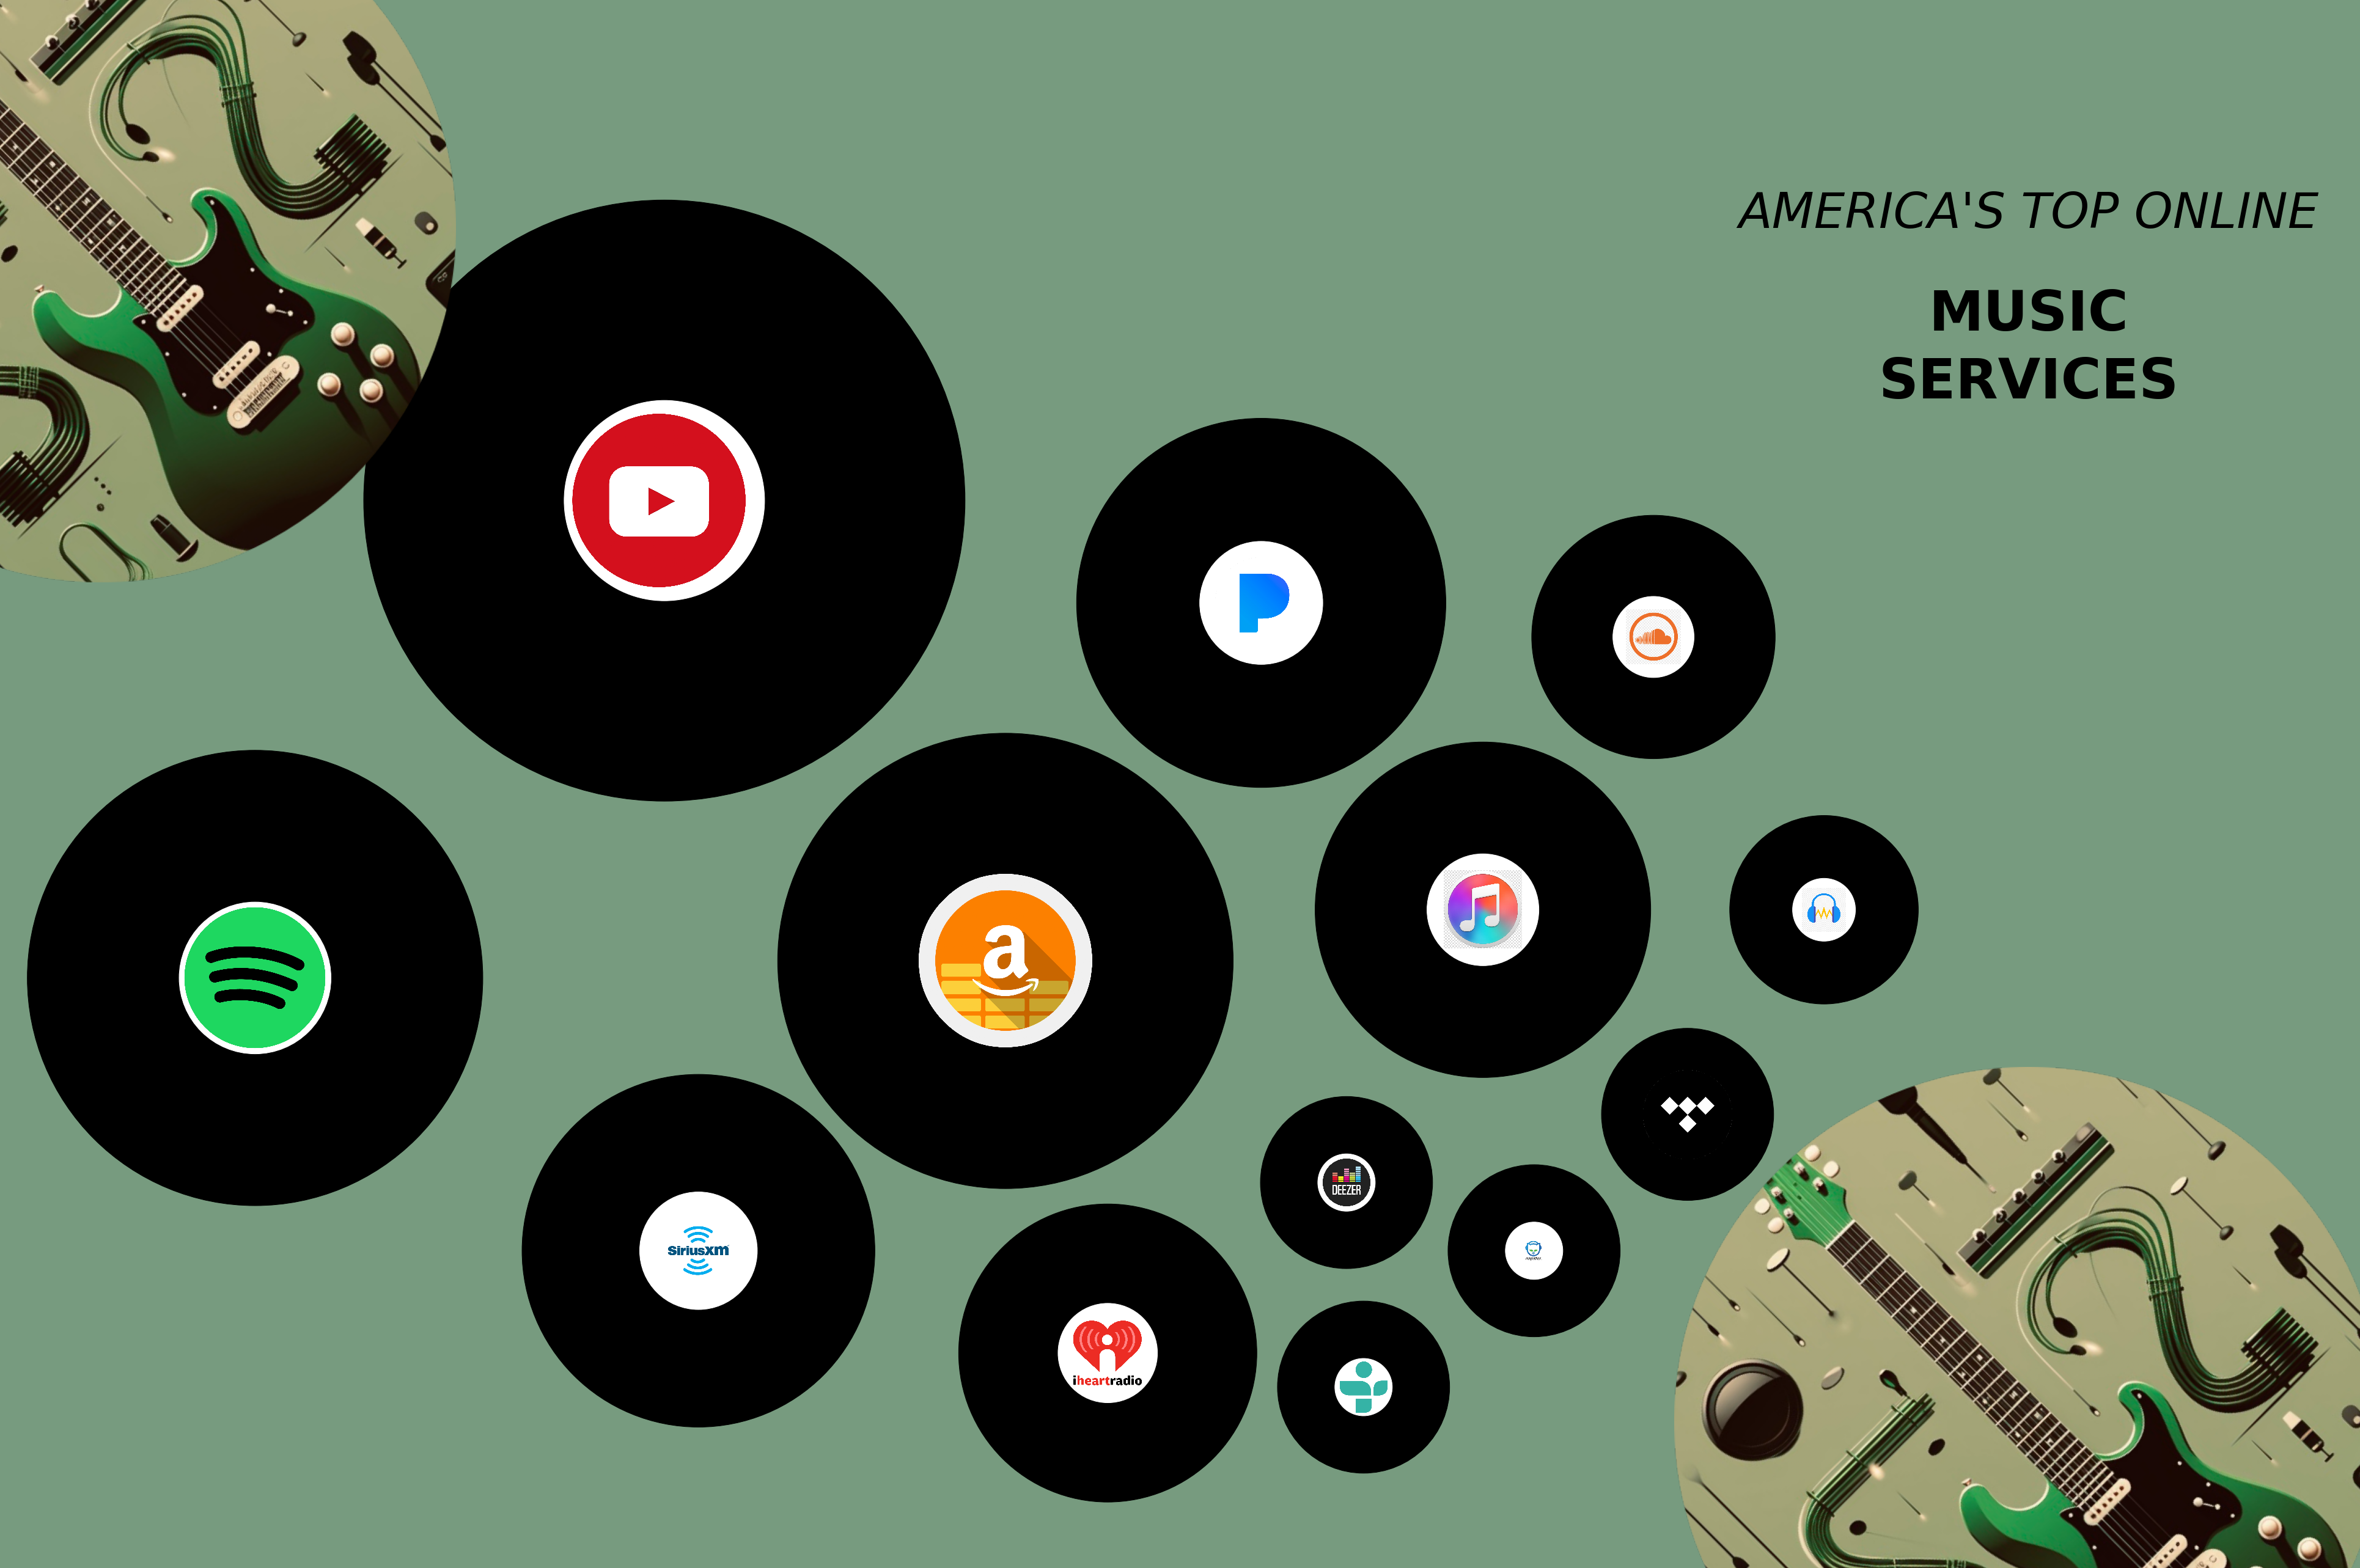 AMERICA'S TOP ONLINE
MUSIC
SERVICES
a
SiriusXM
DEEZER
iheartradio